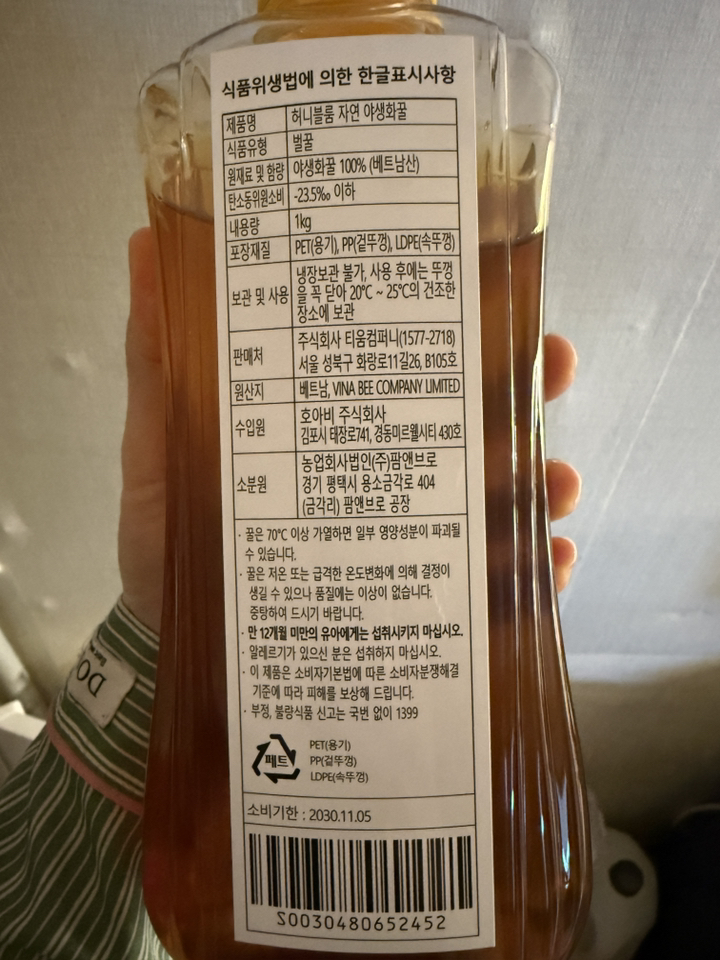 식품위생법에 의한 한글표시사항
제품명 허니블룸 자연 야생화꿀
식품유형 벌꿀
원재료 및 함량 야생화꿀 100% (베트남산)
탄소동위원소비 -23.5‰ 이하
내용량 1kg
포장재질 PET(용기), PP(겉뚜껑), LDPE(속뚜껑)
보관 및 사용 냉장보관 불가, 사용 후에는 뚜껑
을 꼭 닫아 20℃ ~ 25℃의 건조한
장소에 보관
판매처 주식회사 티움컴퍼니(1577-2718)
서울 성북구 화랑로11길26, B105호
원산지 베트남, VINA BEE COMPANY LIMITED
수입원 호아비 주식회사
김포시 태장로741, 경동미르웰시티 430호
소분원 농업회사법인(주)팜앤브로
경기 평택시 용소금각로 404
(금각리) 팜앤브로 공장
· 꿀은 70℃ 이상 가열하면 일부 영양성분이 파괴될
수 있습니다.
· 꿀은 저온 또는 급격한 온도변화에 의해 결정이
생길 수 있으나 품질에는 이상이 없습니다.
중탕하여 드시기 바랍니다.
· 만 12개월 미만의 유아에게는 섭취시키지 마십시오.
· 알레르기가 있으신 분은 섭취하지 마십시오.
· 이 제품은 소비자기본법에 따른 소비자분쟁해결
기준에 따라 피해를 보상해 드립니다.
· 부정, 불량식품 신고는 국번 없이 1399
페트
PET(용기)
PP(겉뚜껑)
LDPE(속뚜껑)
소비기한 : 2030.11.05
S0030480652452
DO